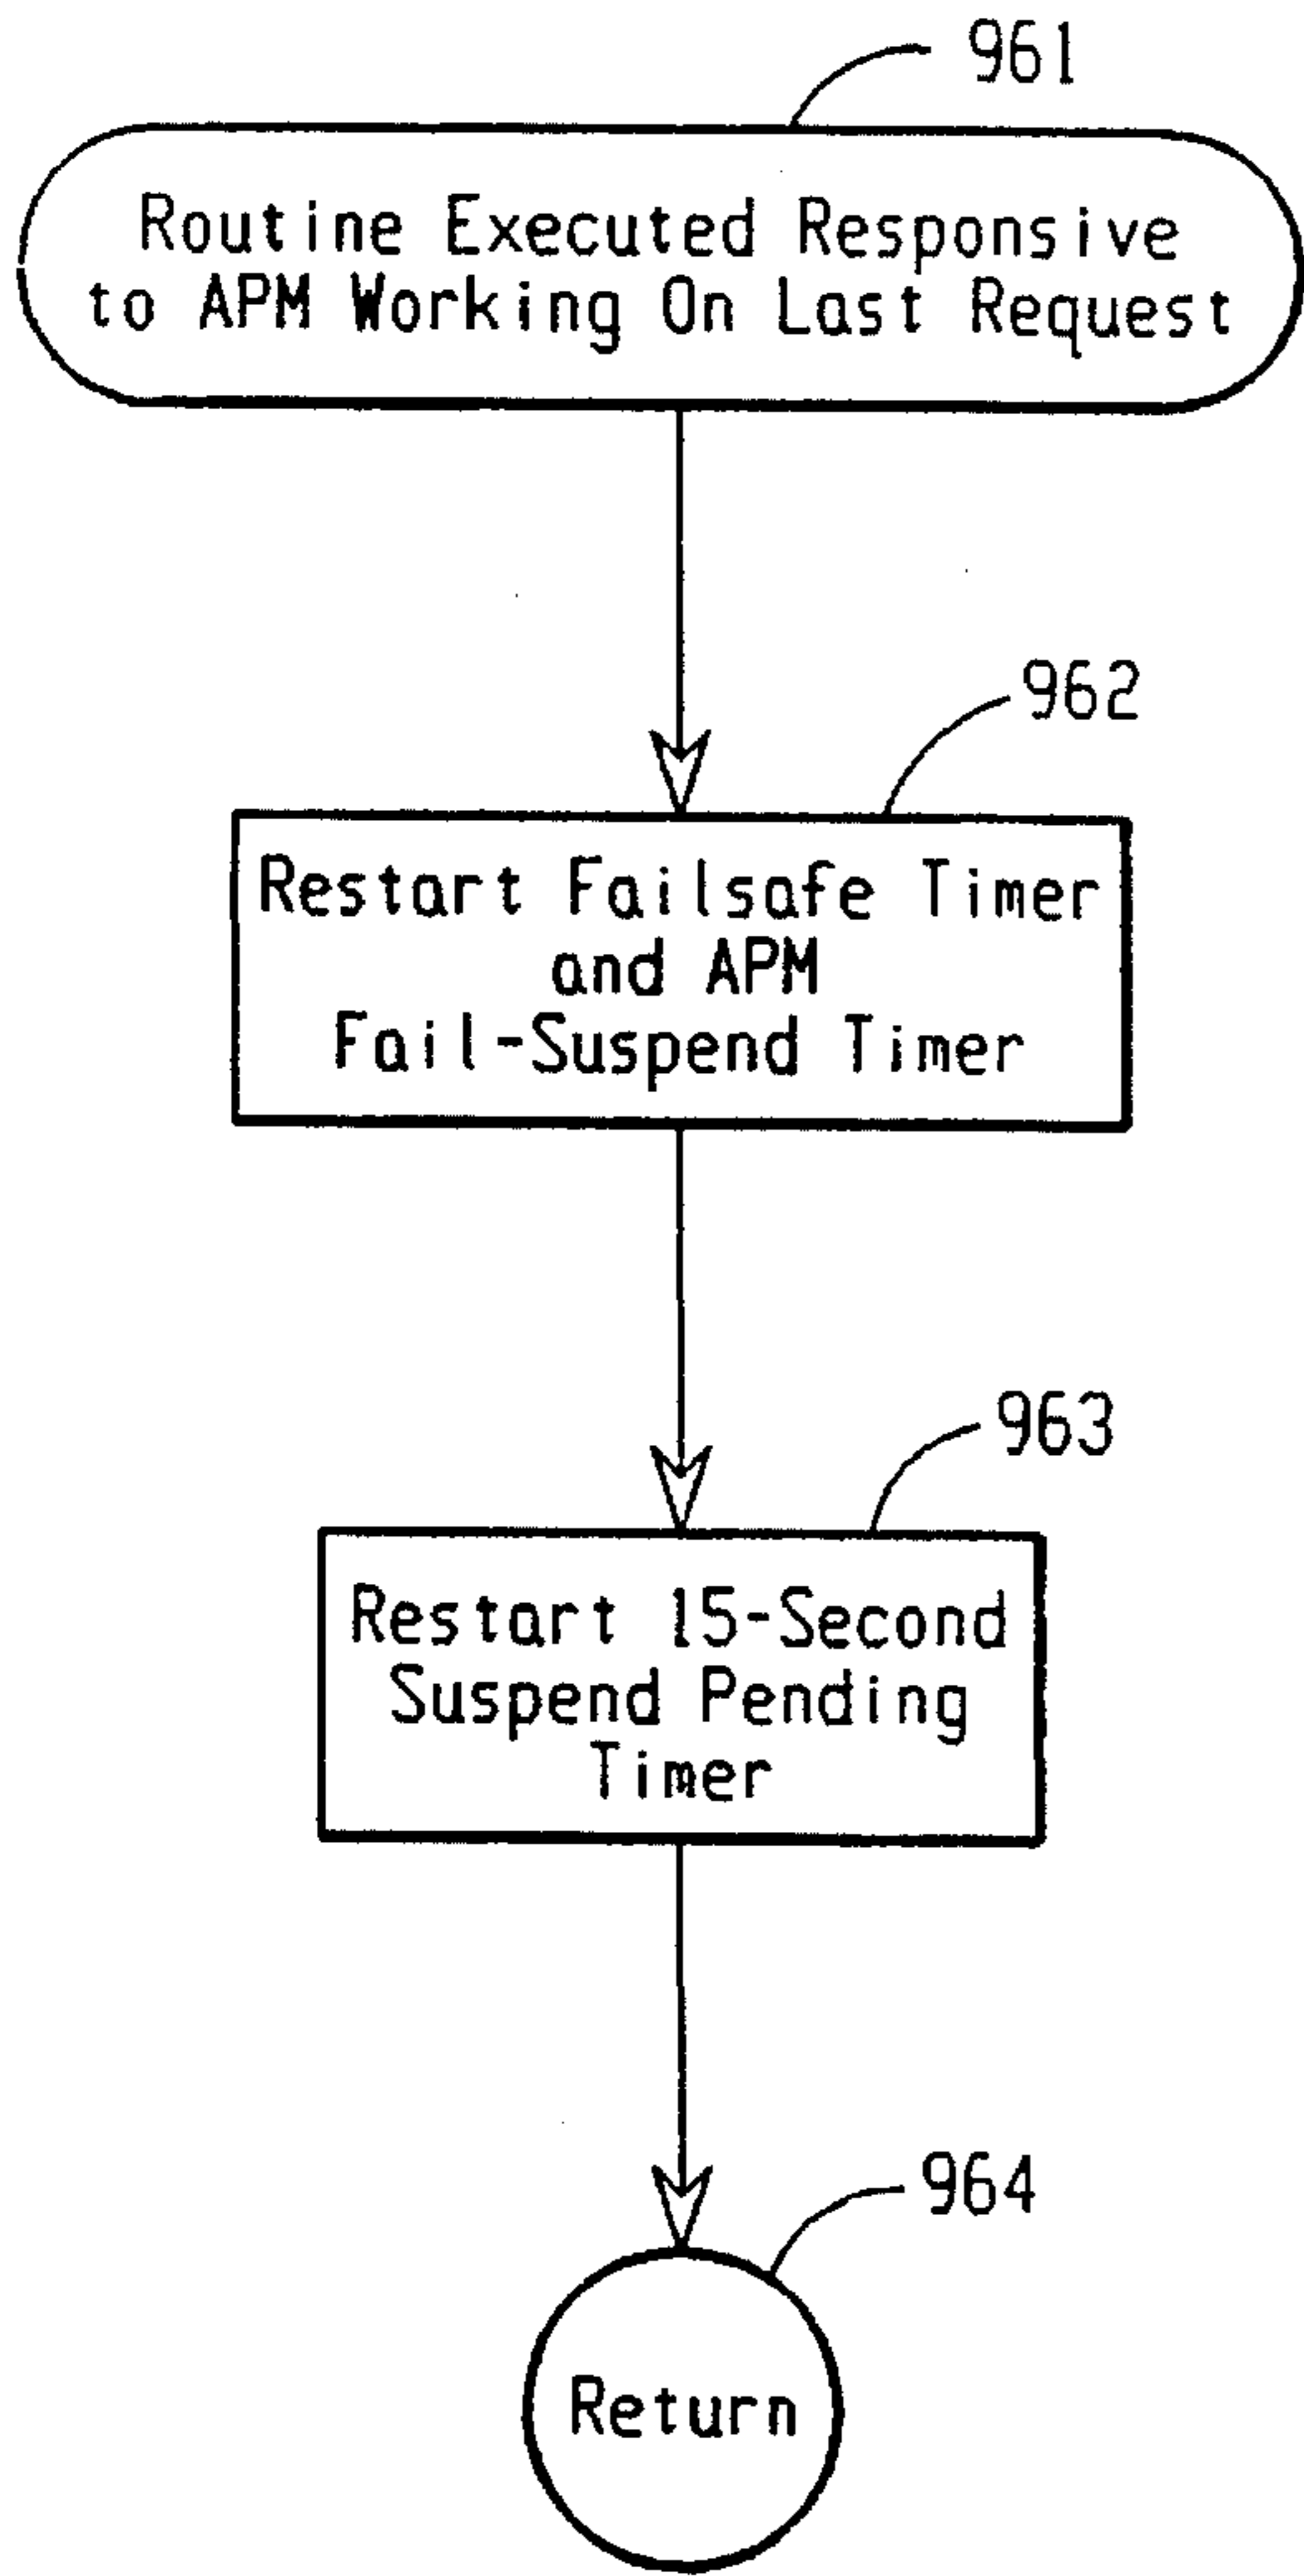 961
Routine Executed Responsive
to APM Working On Last Request
962
Restart Failsafe Timer
and APM
Fail-Suspend Timer
963
Restart 15-Second
Suspend Pending
Timer
964
Return